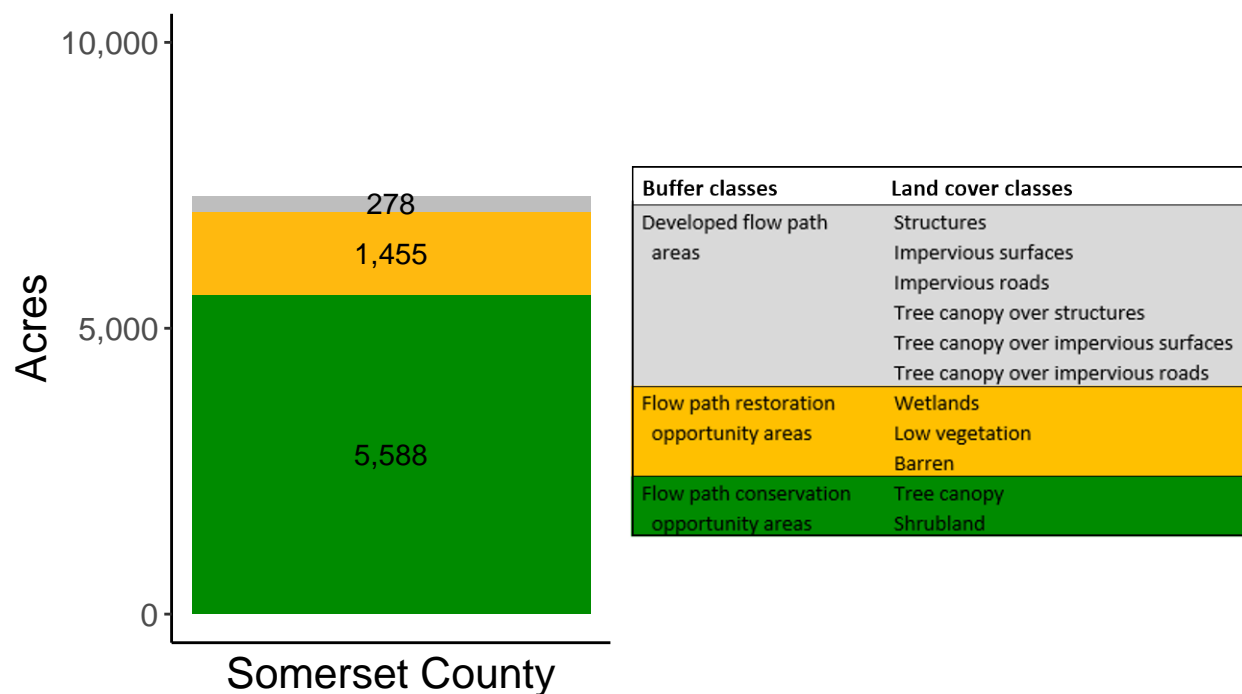 10,000
278
1,455
5,000
5,588
0
Acres
Somerset County
Buffer classes Land cover classes
Developed flow path Structures
areas Impervious surfaces
Impervious roads
Tree canopy over structures
Tree canopy over impervious surfaces
Tree canopy over impervious roads
Flow path restoration Wetlands
opportunity areas Low vegetation
Barren
Flow path conservation Tree canopy
opportunity areas Shrubland